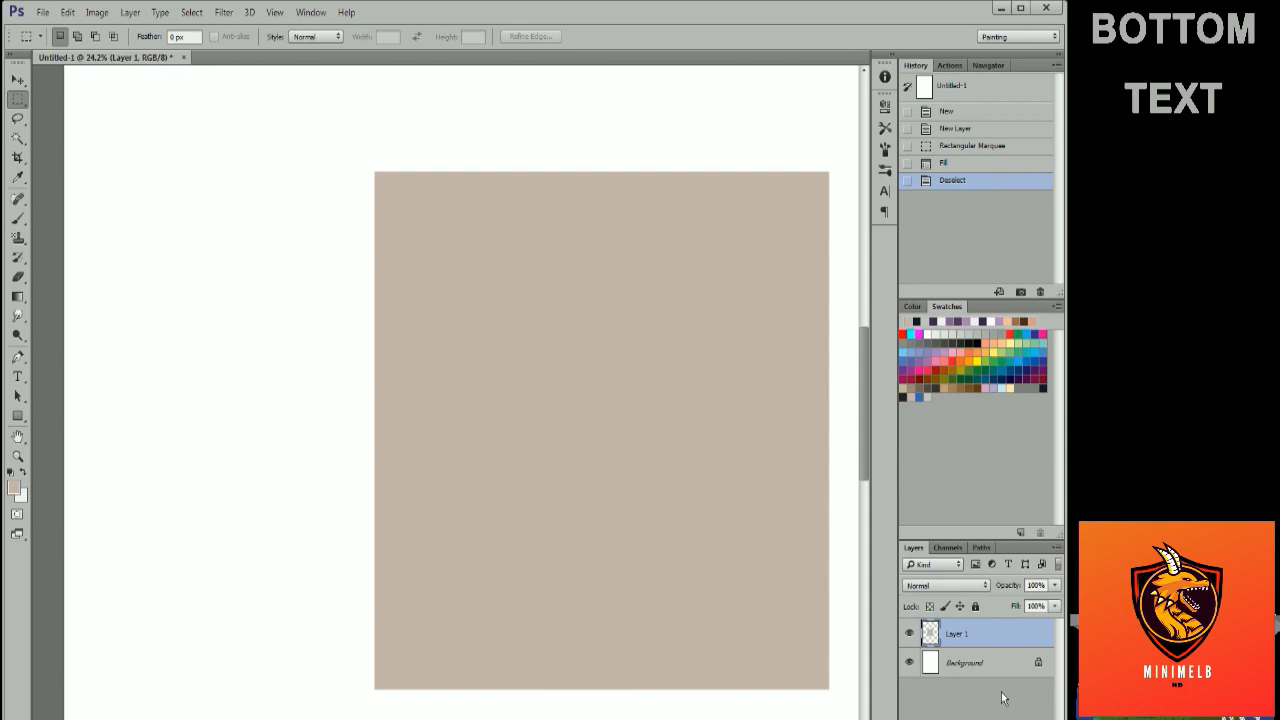 Ps File Edit Image Layer Type Select Filter 3D View Window Help
Feather: 0 px Anti-alias Style: Normal Width: Height: Refine Edge... Painting
Untitled-1 @ 24.2% (Layer 1, RGB/8) * ×
History Actions Navigator
Untitled-1
New
New Layer
Rectangular Marquee
Fill
Deselect
Color Swatches
Layers Channels Paths
Kind
Normal Opacity: 100%
Lock: Fill: 100%
Layer 1
Background
BOTTOM
TEXT
MINIMELB
HD